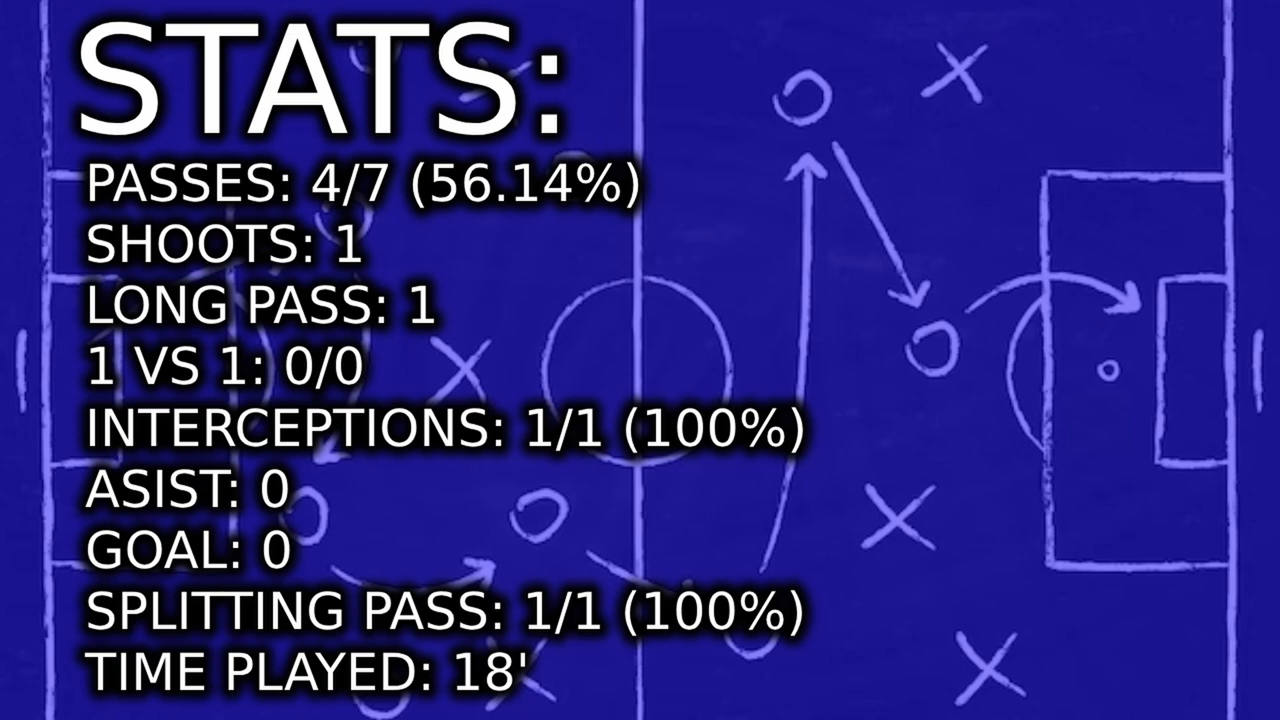 STATS:
PASSES: 4/7 (56.14%)
SHOOTS: 1
LONG PASS: 1
1 VS 1: 0/0
INTERCEPTIONS: 1/1 (100%)
ASIST: 0
GOAL: 0
SPLITTING PASS: 1/1 (100%)
TIME PLAYED: 18'